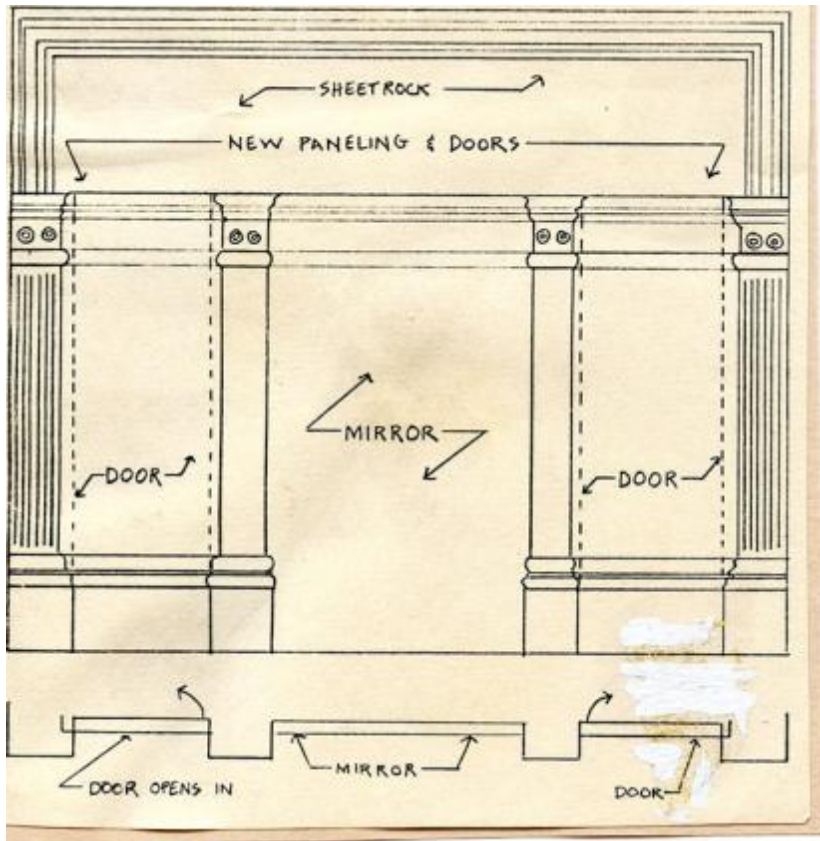 SHEETROCK
NEW PANELING & DOORS
MIRROR
DOOR
DOOR
DOOR OPENS IN
MIRROR
DOOR